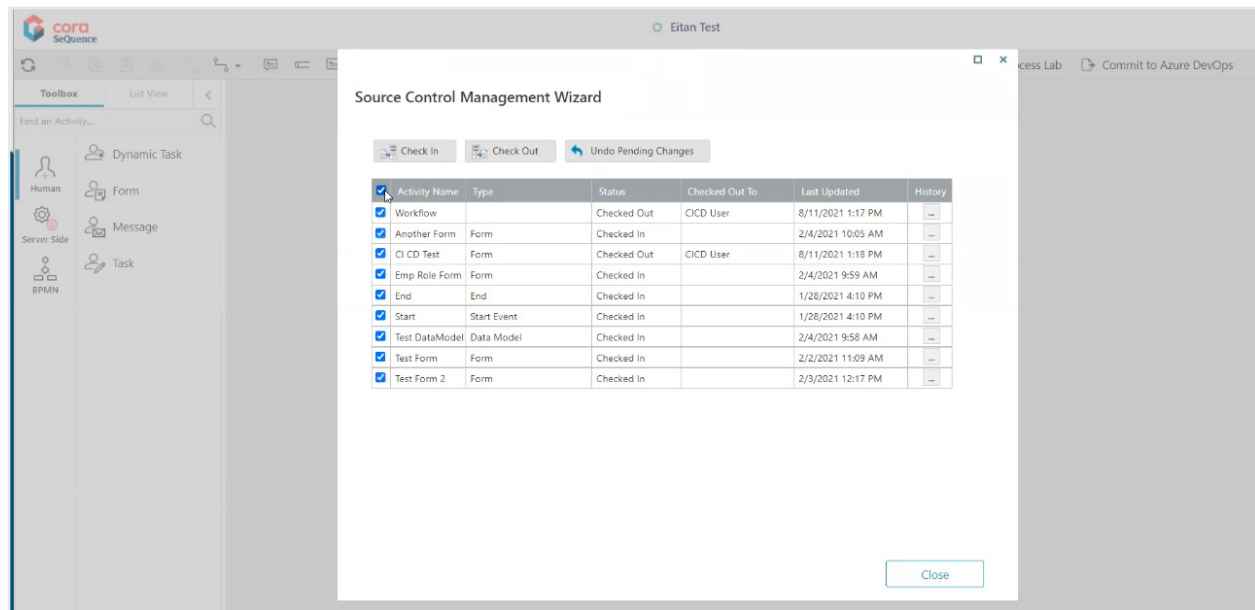 cora
SeQuence
Eitan Test
cess Lab
Commit to Azure DevOps
Toolbox
List View
Find an Activity...
Human
Server Side
BPMN
Dynamic Task
Form
Message
Task
Source Control Management Wizard
Check In Check Out Undo Pending Changes
Activity Name Type Status Checked Out To Last Updated History
Workflow Checked Out CICD User 8/11/2021 1:17 PM ...
Another Form Form Checked In 2/4/2021 10:05 AM ...
CI CD Test Form Checked Out CICD User 8/11/2021 1:18 PM ...
Emp Role Form Form Checked In 2/4/2021 9:59 AM ...
End End Checked In 1/28/2021 4:10 PM ...
Start Start Event Checked In 1/28/2021 4:10 PM ...
Test DataModel Data Model Checked In 2/4/2021 9:58 AM ...
Test Form Form Checked In 2/2/2021 11:09 AM ...
Test Form 2 Form Checked In 2/3/2021 12:17 PM ...
Close